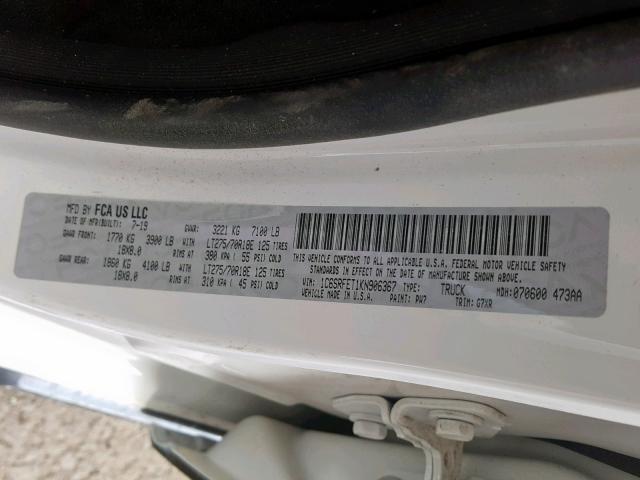 MFD BY FCA US LLC
DATE OF MFR(BUILT): 7-19 GVWR: 3221 KG 7100 LB
GAWR FRONT: 1770 KG 3900 LB WITH LT275/70R18E 125 TIRES
18X8.0 RIMS AT 380 KPA ( 55 PSI) COLD
GAWR REAR: 1860 KG 4100 LB WITH LT275/70R18E 125 TIRES
18X8.0 RIMS AT 310 KPA ( 45 PSI) COLD
THIS VEHICLE CONFORMS TO ALL APPLICABLE U.S.A. FEDERAL MOTOR VEHICLE SAFETY
STANDARDS IN EFFECT ON THE DATE OF MANUFACTURE SHOWN ABOVE.
VIN: 1C6SRFET1KN906367 TYPE: TRUCK MDH: 070600 473AA
VEHICLE MADE IN U.S.A. PAINT: PW7 TRIM: G7XR